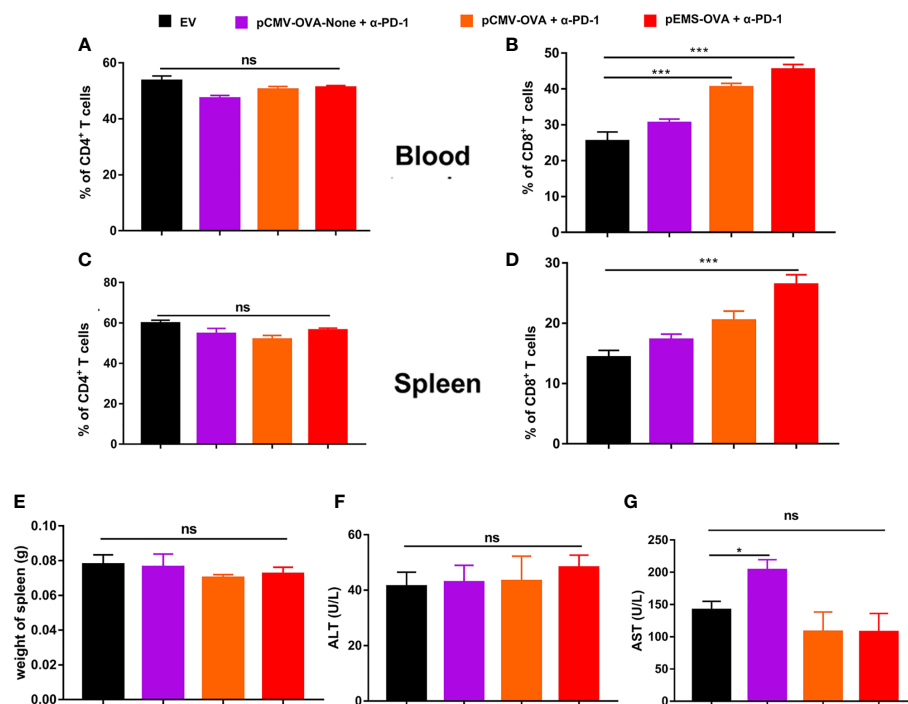 EV pCMV-OVA-None + α-PD-1 pCMV-OVA + α-PD-1 pEMS-OVA + α-PD-1
A
ns
% of CD4⁺ T cells
60
40
20
0
Blood
B
***
***
% of CD8⁺ T cells
50
40
30
20
10
0
C
ns
% of CD4⁺ T cells
80
60
40
20
0
Spleen
D
***
% of CD8⁺ T cells
30
20
10
0
E
ns
weight of spleen (g)
0.10
0.08
0.06
0.04
0.02
0.00
F
ns
ALT (U/L)
60
40
20
0
G
ns
*
AST (U/L)
250
200
150
100
50
0